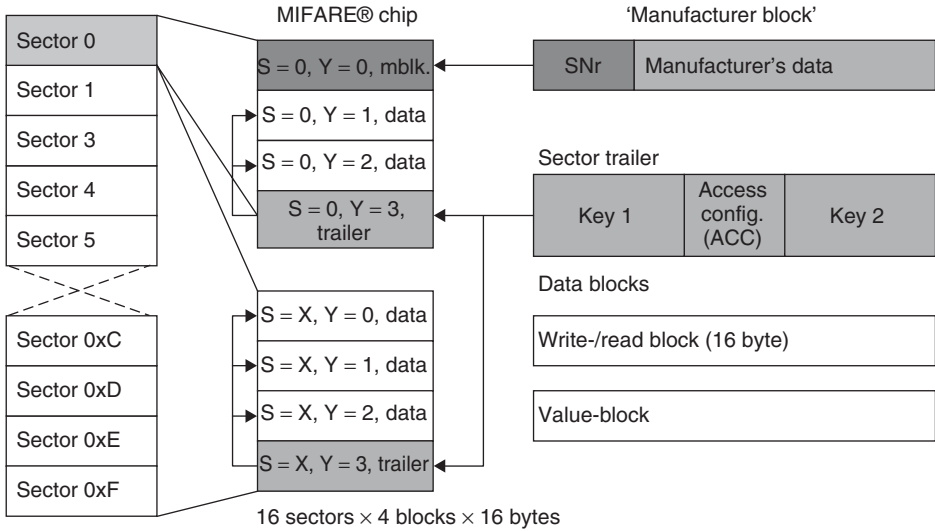 MIFARE® chip
'Manufacturer block'
Sector 0
Sector 1
Sector 3
Sector 4
Sector 5
Sector 0xC
Sector 0xD
Sector 0xE
Sector 0xF
S = 0, Y = 0, mblk.
S = 0, Y = 1, data
S = 0, Y = 2, data
S = 0, Y = 3,
trailer
S = X, Y = 0, data
S = X, Y = 1, data
S = X, Y = 2, data
S = X, Y = 3, trailer
16 sectors × 4 blocks × 16 bytes
SNr
Manufacturer's data
Sector trailer
Key 1
Access
config.
(ACC)
Key 2
Data blocks
Write-/read block (16 byte)
Value-block